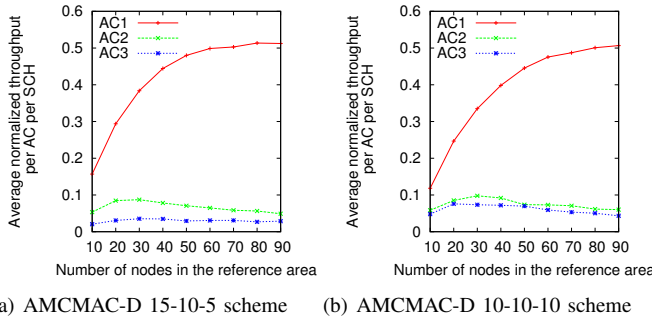 0.6
0.5
0.4
0.3
0.2
0.1
0
10 20 30 40 50 60 70 80 90
Average normalized throughput
per AC per SCH
Number of nodes in the reference area
AC1
AC2
AC3
a) AMCMAC-D 15-10-5 scheme
0.6
0.5
0.4
0.3
0.2
0.1
0
10 20 30 40 50 60 70 80 90
Average normalized throughput
per AC per SCH
Number of nodes in the reference area
AC1
AC2
AC3
(b) AMCMAC-D 10-10-10 scheme